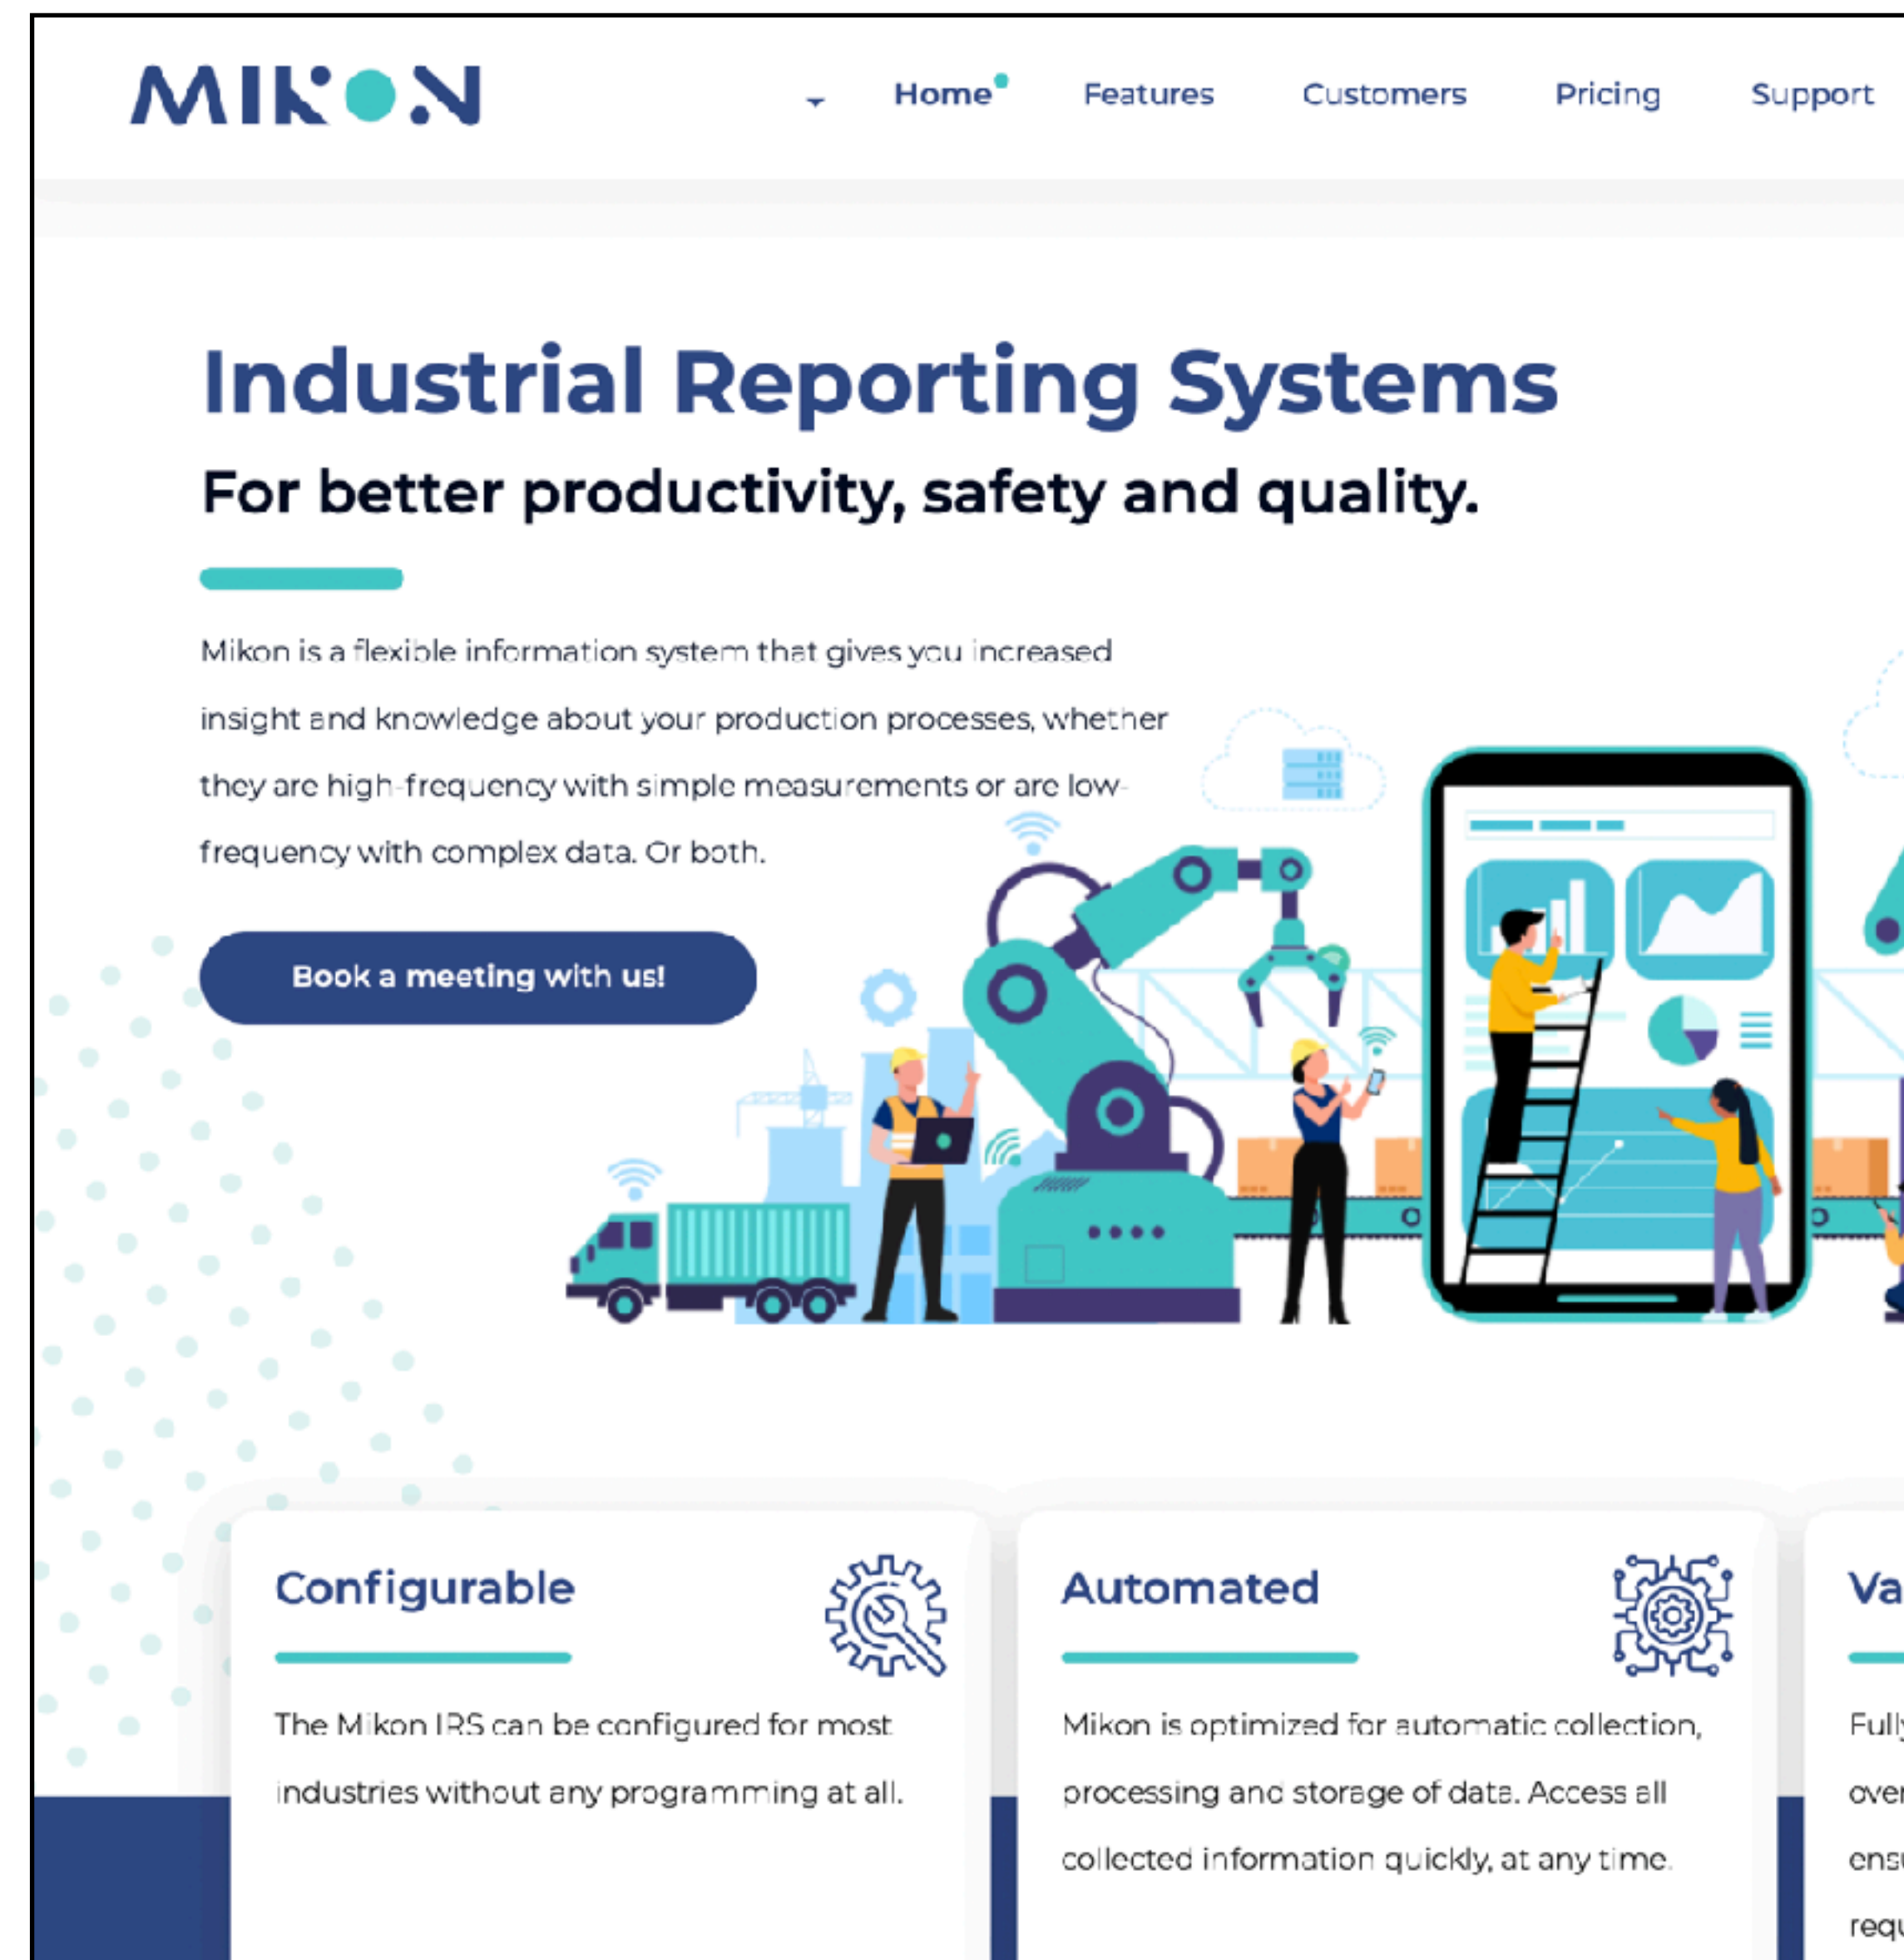 MIKON
Home Features Customers Pricing Support
Industrial Reporting Systems
For better productivity, safety and quality.
Mikon is a flexible information system that gives you increased
insight and knowledge about your production processes, whether
they are high-frequency with simple measurements or are low-
frequency with complex data. Or both.
Book a meeting with us!
Configurable
The Mikon IRS can be configured for most
industries without any programming at all.
Automated
Mikon is optimized for automatic collection,
processing and storage of data. Access all
collected information quickly, at any time.